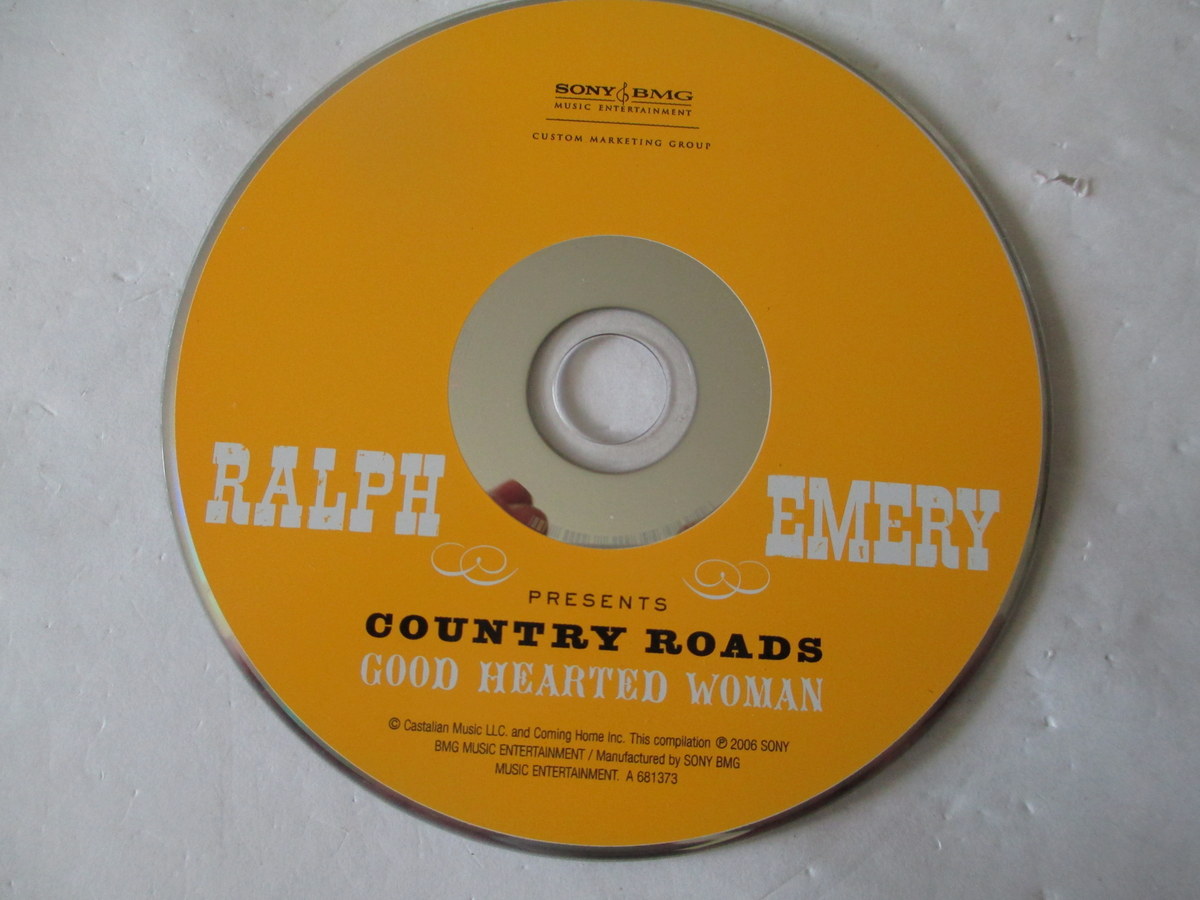 SONY BMG
MUSIC ENTERTAINMENT
CUSTOM MARKETING GROUP
RALPH EMERY
PRESENTS
COUNTRY ROADS
GOOD HEARTED WOMAN
© Castalian Music LLC. and Coming Home Inc. This compilation ℗ 2006 SONY
BMG MUSIC ENTERTAINMENT / Manufactured by SONY BMG
MUSIC ENTERTAINMENT. A 681373